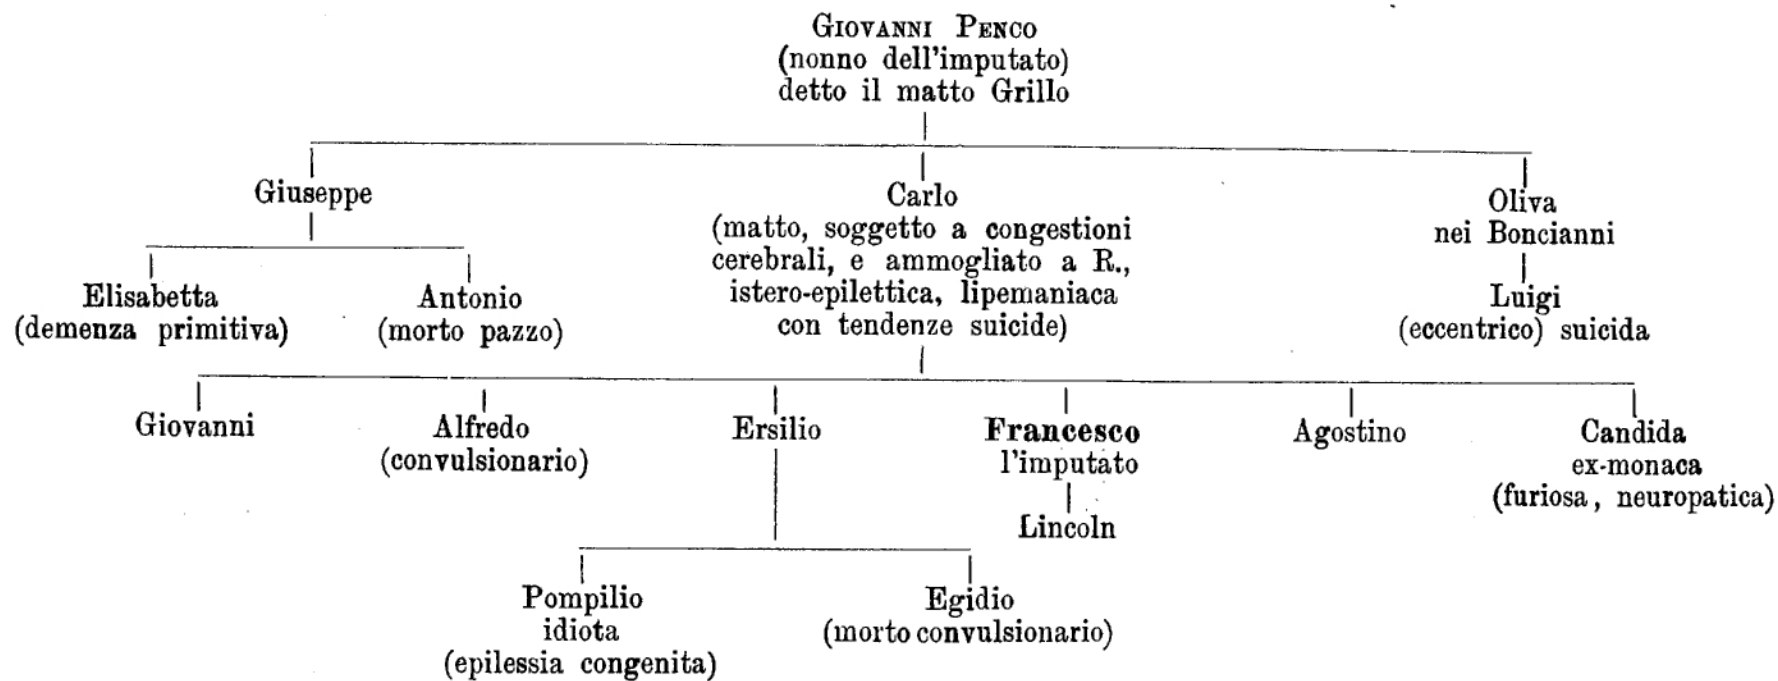 GIOVANNI PENCO
(nonno dell'imputato)
detto il matto Grillo
Giuseppe
Carlo
(matto, soggetto a congestioni
cerebrali, e ammogliato a R.,
istero-epilettica, lipemaniaca
con tendenze suicide)
Oliva
nei Boncianni
Elisabetta
(demenza primitiva)
Antonio
(morto pazzo)
Luigi
(eccentrico) suicida
Giovanni
Alfredo
(convulsionario)
Ersilio
Francesco
l'imputato
Lincoln
Agostino
Candida
ex-monaca
(furiosa, neuropatica)
Pompilio
idiota
(epilessia congenita)
Egidio
(morto convulsionario)